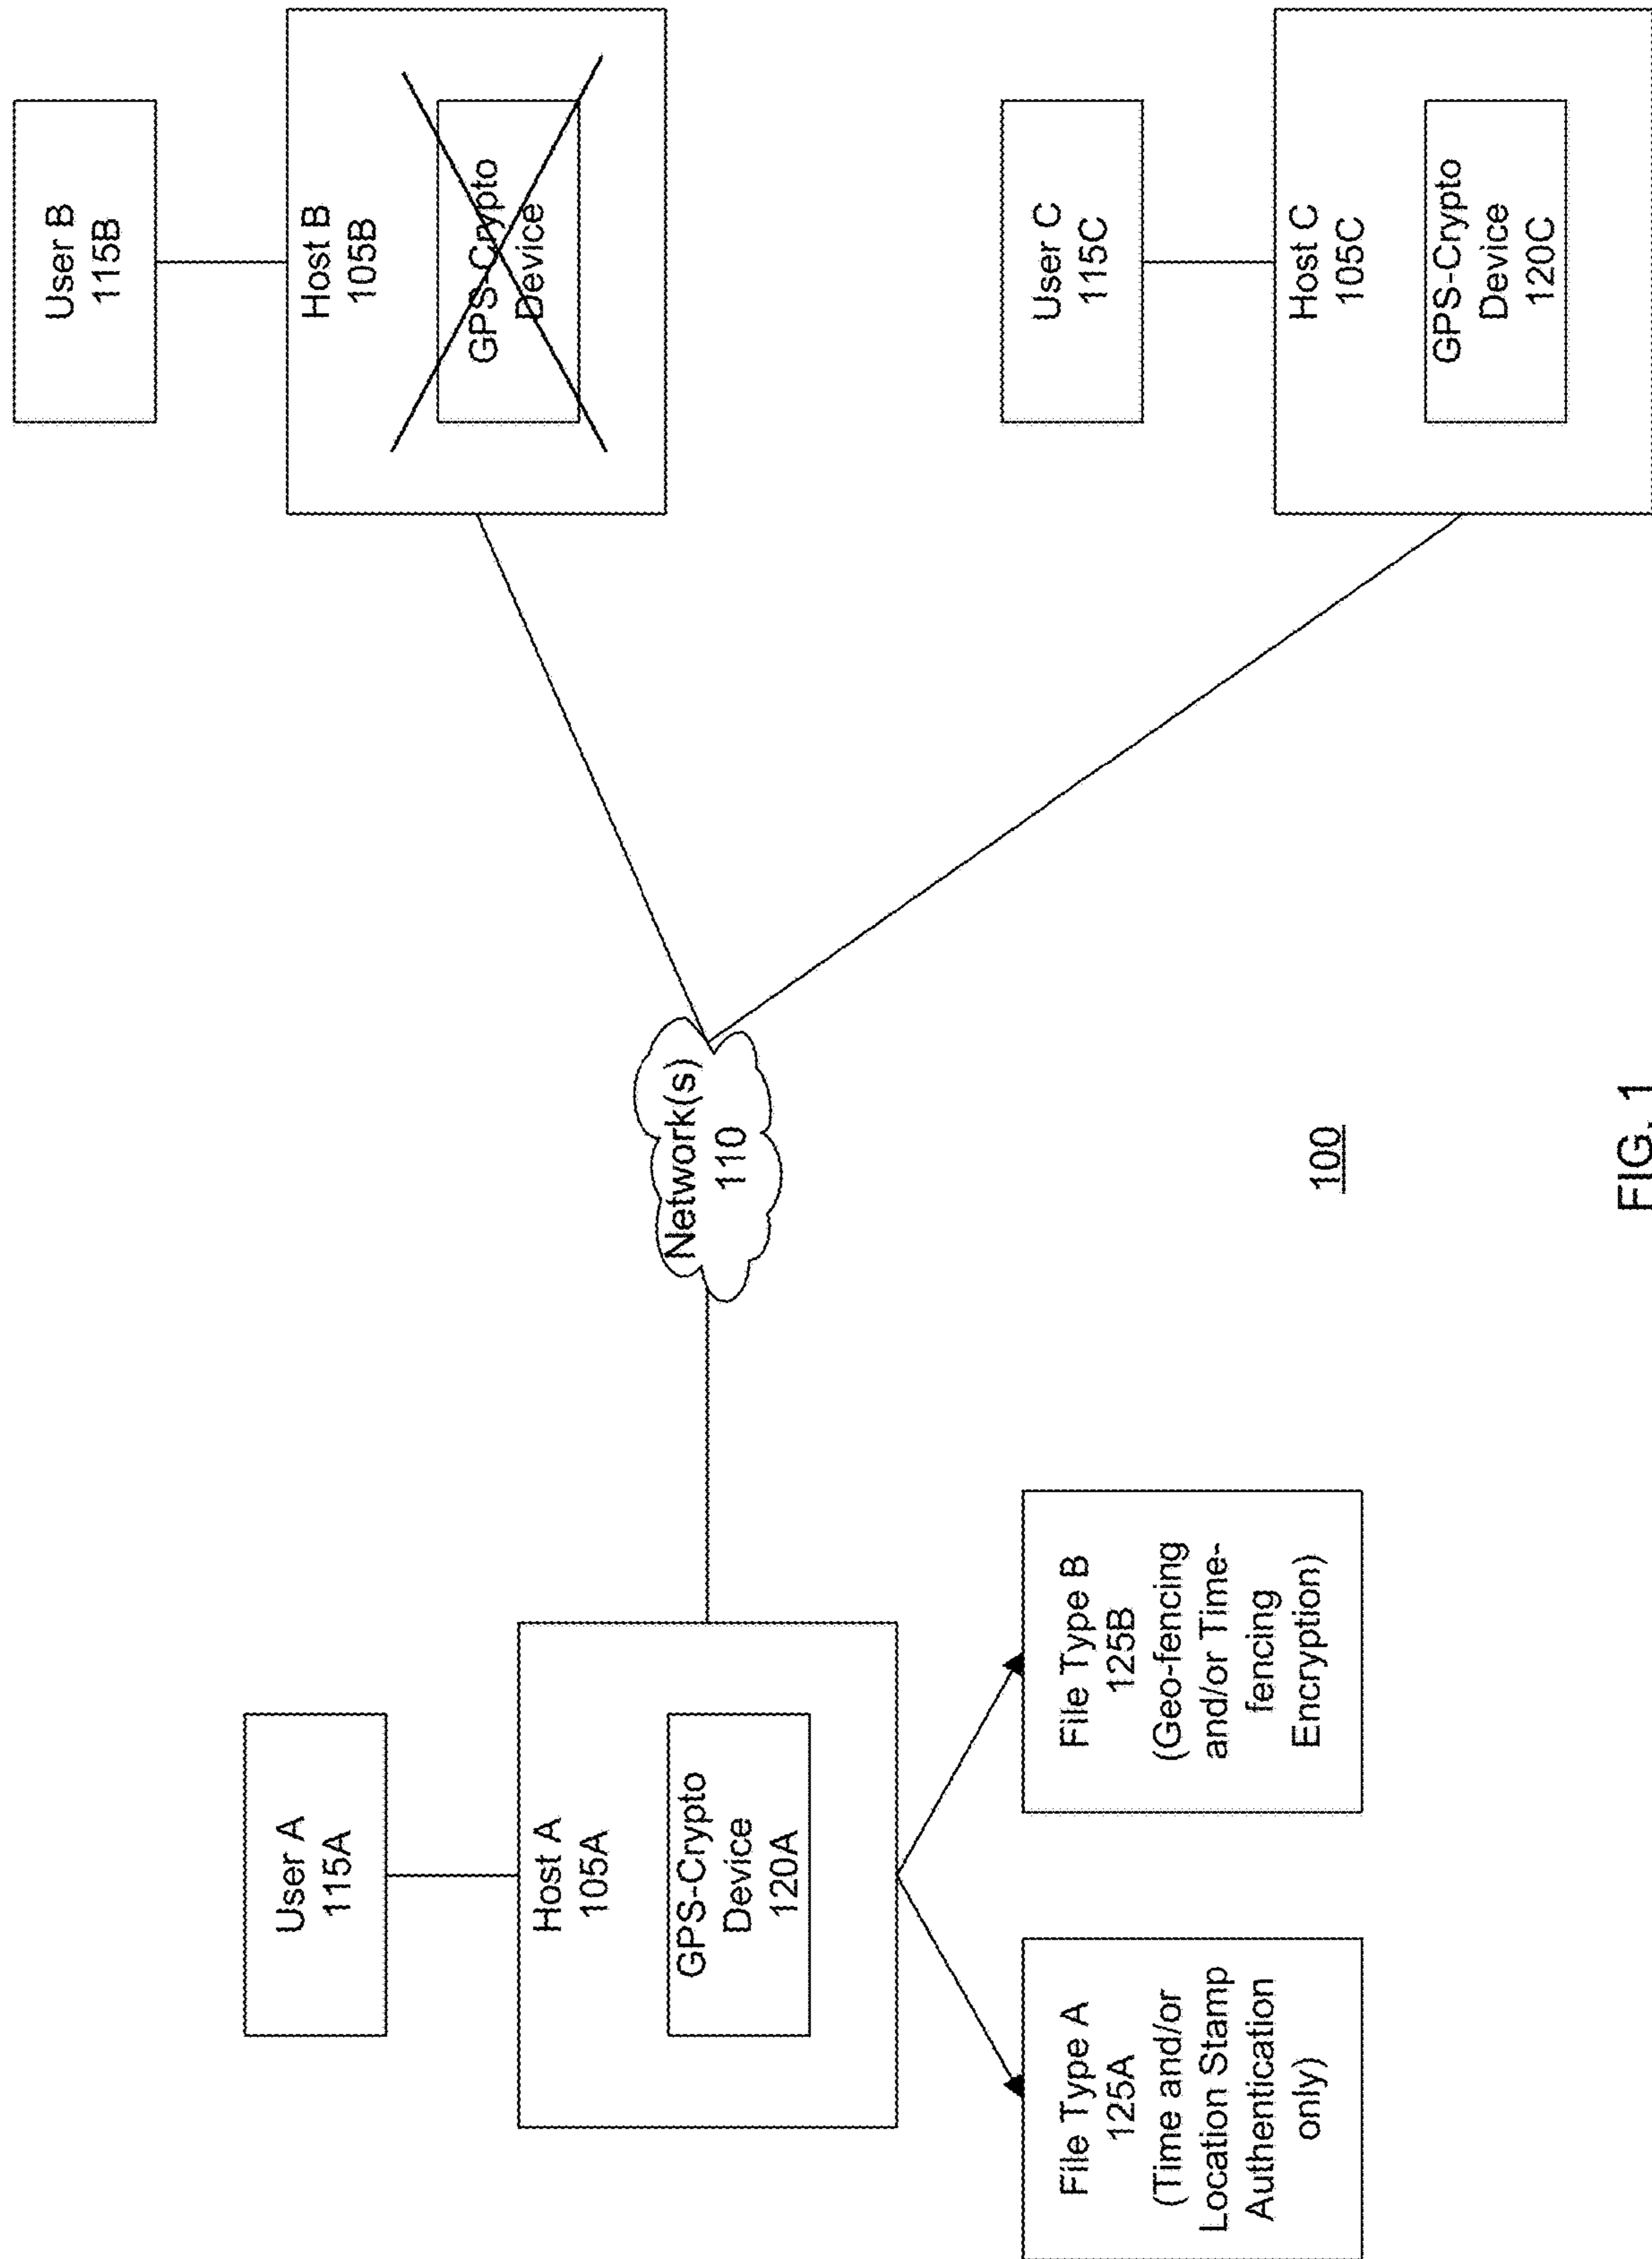 User A
115A
Host A
105A
GPS-Crypto
Device
120A
File Type A
125A
(Time and/or
Location Stamp
Authentication
only)
File Type B
125B
(Geo-fencing
and/or Time-
fencing
Encryption)
Network(s)
110
User B
115B
Host B
105B
GPS-Crypto
Device
User C
115C
Host C
105C
GPS-Crypto
Device
120C
100
FIG. 1